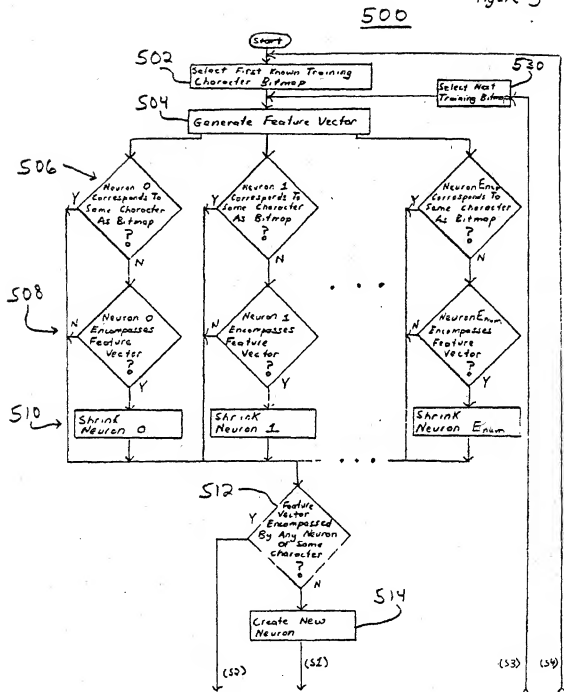 Figure 5
500
Start
502
Select First Known Training
Character Bitmap
530
Select Next
Training Bitmap
504
Generate Feature Vector
506
Neuron 0
Corresponds To
Same Character
As Bitmap
?
Y
N
Neuron 1
Corresponds To
Same Character
As Bitmap
?
Y
N
Neuron Enum
Corresponds To
Same Character
As Bitmap
?
Y
N
508
Neuron 0
Encompasses
Feature
Vector
?
N
Y
Neuron 1
Encompasses
Feature
Vector
?
N
Y
Neuron Enum
Encompasses
Feature
Vector
?
N
Y
510
Shrink
Neuron 0
Shrink
Neuron 1
Shrink
Neuron Enum
512
Feature
Vector
Encompassed
By Any Neuron
Of Same
Character
?
Y
N
514
Create New
Neuron
(S2)
(S1)
(S3)
(S4)